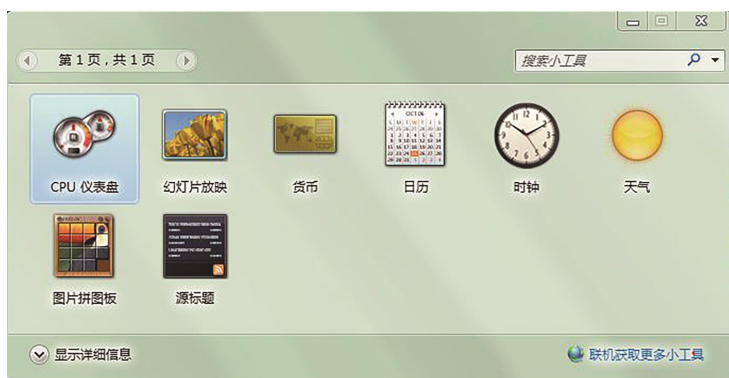 第1页,共1页
搜索小工具
CPU 仪表盘
幻灯片放映
货币
日历
时钟
天气
OCT 06
图片拼图板
源标题
显示详细信息
联机获取更多小工具